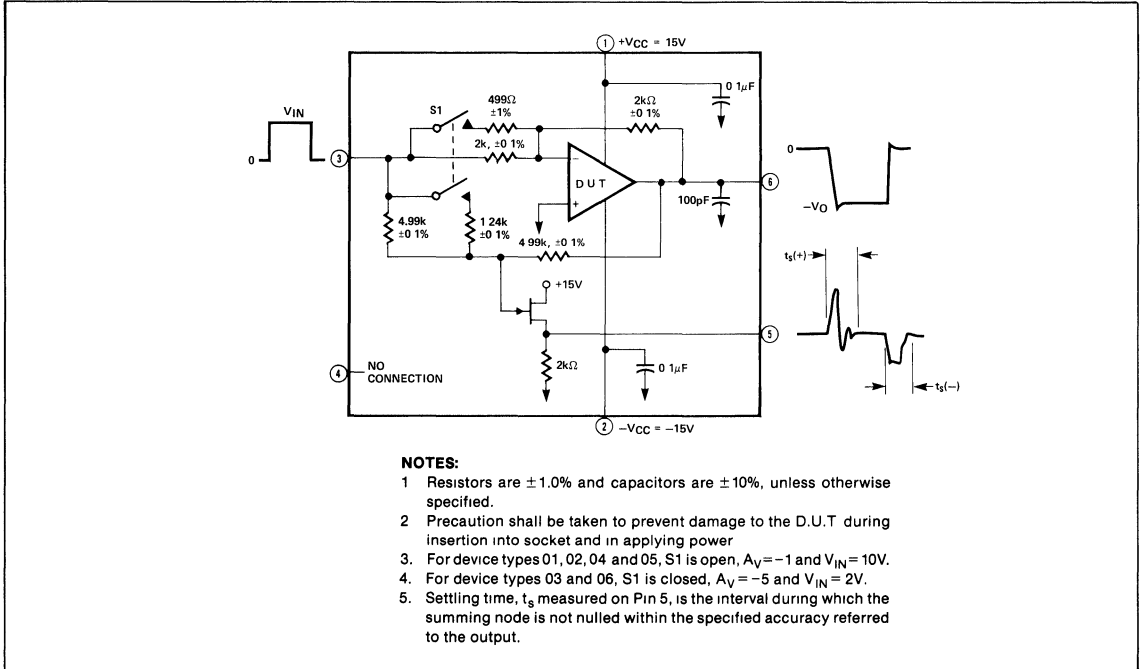 1 +VCC = 15V
0 1µF
499Ω
±1%
2kΩ
±0 1%
S1
VIN
0
2k, ±0 1%
3
−
DUT
+
6
100pF
0
−VO
4.99k
±0 1%
1 24k
±0 1%
4 99k, ±0 1%
+15V
ts(+)
5
2kΩ
0 1µF
4
NO
CONNECTION
ts(−)
2 −VCC = −15V
NOTES:
1 Resistors are ±1.0% and capacitors are ±10%, unless otherwise
specified.
2 Precaution shall be taken to prevent damage to the D.U.T during
insertion into socket and in applying power
3. For device types 01, 02, 04 and 05, S1 is open, AV=−1 and VIN=10V.
4. For device types 03 and 06, S1 is closed, AV=−5 and VIN=2V.
5. Settling time, ts measured on Pin 5, is the interval during which the
summing node is not nulled within the specified accuracy referred
to the output.